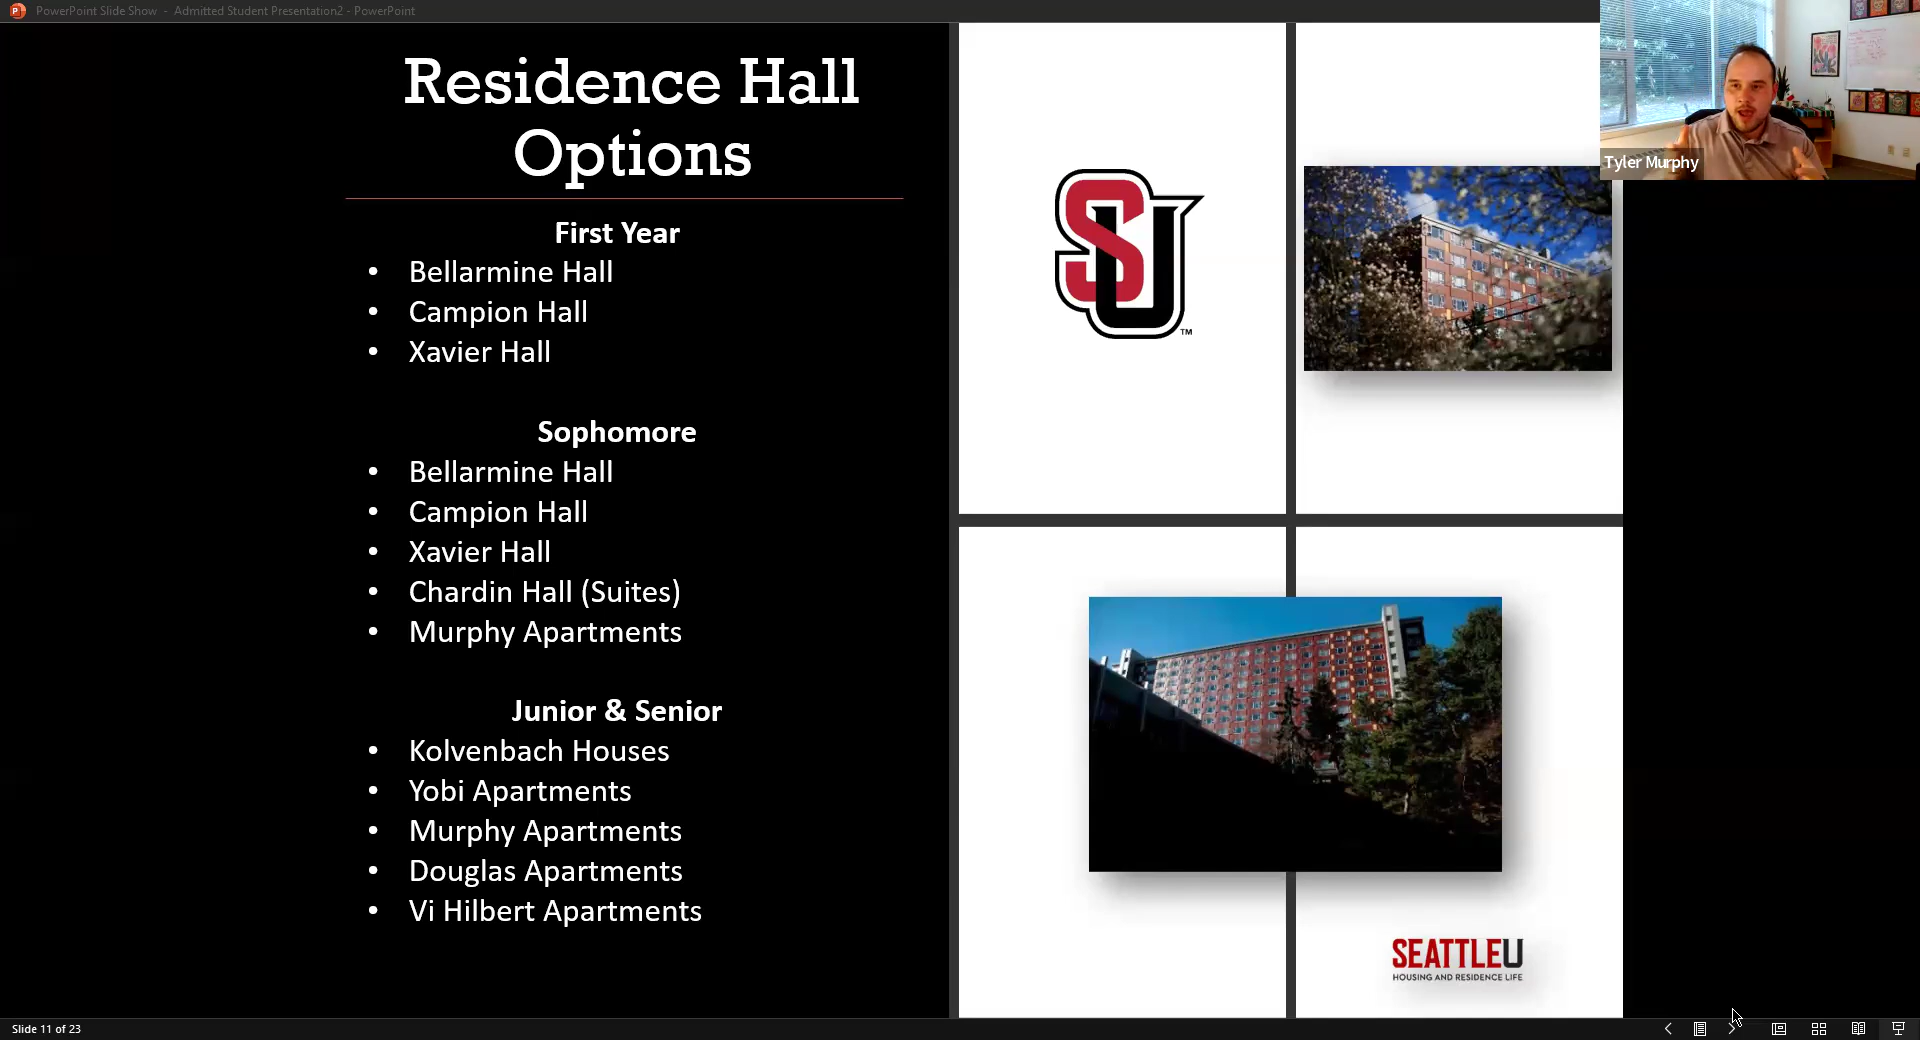 PowerPoint Slide Show - Admitted Student Presentation2 - PowerPoint
Residence Hall
Options
First Year
• Bellarmine Hall
• Campion Hall
• Xavier Hall
Sophomore
• Bellarmine Hall
• Campion Hall
• Xavier Hall
• Chardin Hall (Suites)
• Murphy Apartments
Junior & Senior
• Kolvenbach Houses
• Yobi Apartments
• Murphy Apartments
• Douglas Apartments
• Vi Hilbert Apartments
SU
TM
Tyler Murphy
SEATTLEU
HOUSING AND RESIDENCE LIFE
Slide 11 of 23